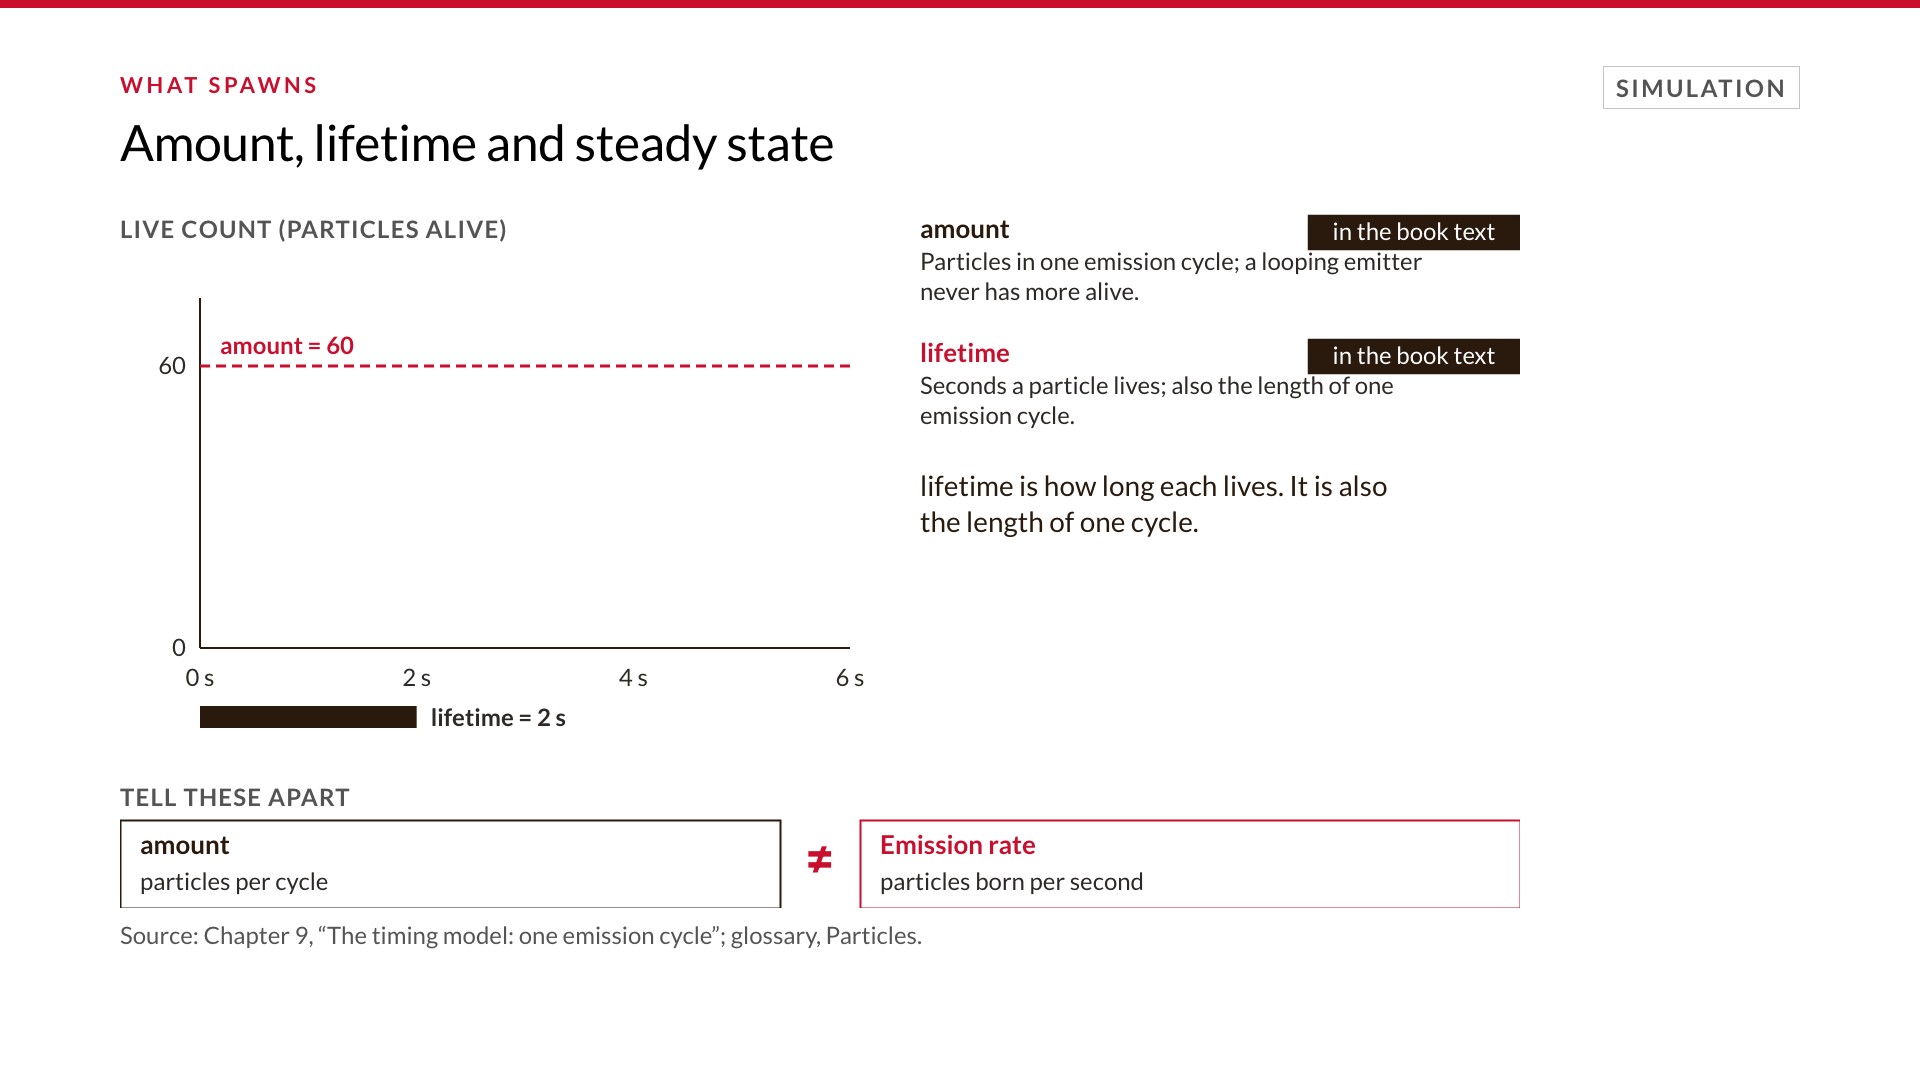 WHAT SPAWNS
SIMULATION
Amount, lifetime and steady state
LIVE COUNT (PARTICLES ALIVE)
amount = 60
60
0
0 s
2 s
4 s
6 s
lifetime = 2 s
amount
in the book text
Particles in one emission cycle; a looping emitter
never has more alive.
lifetime
in the book text
Seconds a particle lives; also the length of one
emission cycle.
lifetime is how long each lives. It is also
the length of one cycle.
TELL THESE APART
amount
particles per cycle
≠
Emission rate
particles born per second
Source: Chapter 9, “The timing model: one emission cycle”; glossary, Particles.